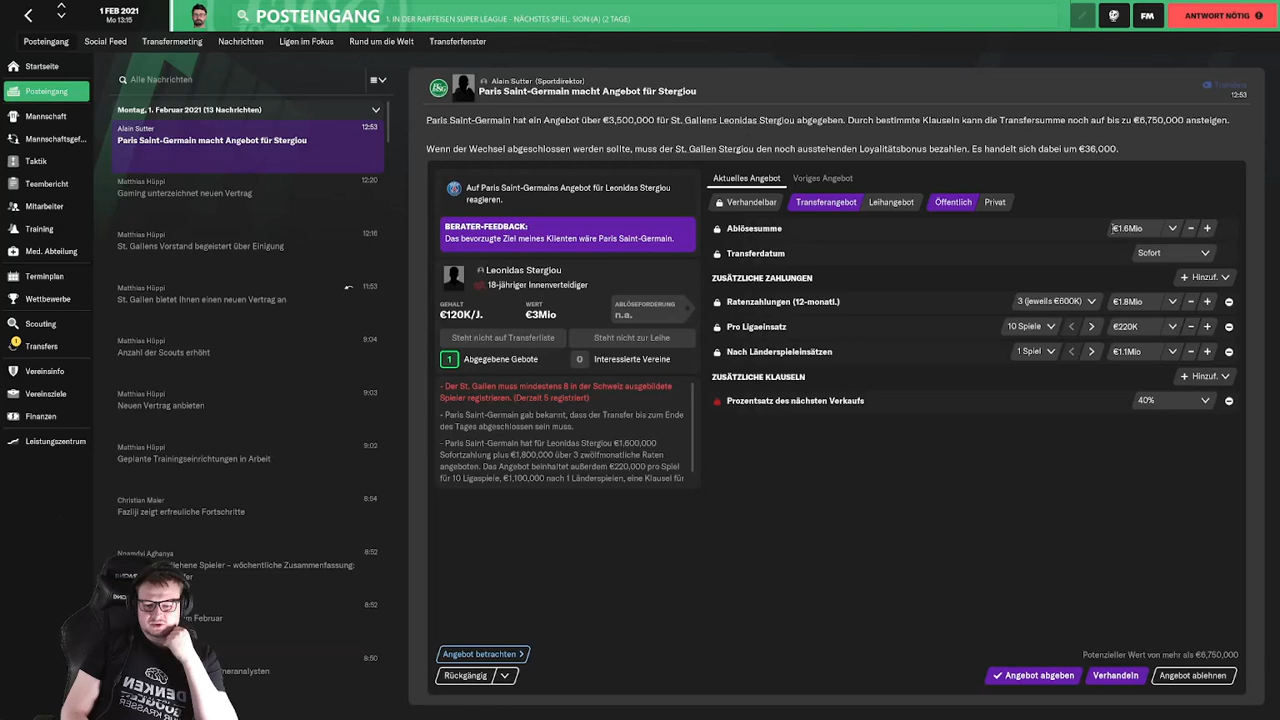 1 FEB 2021
Mo 13:15
POSTEINGANG
1. IN DER RAIFFEISEN SUPER LEAGUE - NÄCHSTES SPIEL: SION (A) (2 TAGE)
FM
ANTWORT NÖTIG
Posteingang
Social Feed
Transfermeeting
Nachrichten
Ligen im Fokus
Rund um die Welt
Transferfenster
Startseite
Posteingang
Mannschaft
Mannschaftsgef...
Taktik
Teambericht
Mitarbeiter
Training
Med. Abteilung
Terminplan
Wettbewerbe
Scouting
1
Transfers
Vereinsinfo
Vereinsziele
Finanzen
Leistungszentrum
Alle Nachrichten
Montag, 1. Februar 2021 (13 Nachrichten)
Alain Sutter
12:53
Paris Saint-Germain macht Angebot für Stergiou
Matthias Hüppi
12:20
Gaming unterzeichnet neuen Vertrag
Matthias Hüppi
12:16
St. Gallens Vorstand begeistert über Einigung
Matthias Hüppi
11:53
St. Gallen bietet Ihnen einen neuen Vertrag an
Matthias Hüppi
9:04
Anzahl der Scouts erhöht
Matthias Hüppi
9:03
Neuen Vertrag anbieten
Matthias Hüppi
9:02
Geplante Trainingseinrichtungen in Arbeit
Christian Maier
8:54
Fazliji zeigt erfreuliche Fortschritte
8:52
iehene Spieler – wöchentliche Zusammenfassung:
8:52
m Februar
8:50
neranalysten
DENKEN
KRASSER
Alain Sutter (Sportdirektor)
Paris Saint-Germain macht Angebot für Stergiou
Transfers
12:53
Paris Saint-Germain hat ein Angebot über €3,500,000 für St. Gallens Leonidas Stergiou abgegeben. Durch bestimmte Klauseln kann die Transfersumme noch auf bis zu €6,750,000 ansteigen.
Wenn der Wechsel abgeschlossen werden sollte, muss der St. Gallen Stergiou den noch ausstehenden Loyalitätsbonus bezahlen. Es handelt sich dabei um €36,000.
Auf Paris Saint-Germains Angebot für Leonidas Stergiou
reagieren.
BERATER-FEEDBACK:
Das bevorzugte Ziel meines Klienten wäre Paris Saint-Germain.
Leonidas Stergiou
18-jähriger Innenverteidiger
GEHALT
WERT
ABLÖSEFORDERUNG
€120K/J.
€3Mio
n.a.
Steht nicht auf Transferliste
Steht nicht zur Leihe
1
Abgegebene Gebote
0
Interessierte Vereine
- Der St. Gallen muss mindestens 8 in der Schweiz ausgebildete
Spieler registrieren. (Derzeit 5 registriert)
- Paris Saint-Germain gab bekannt, dass der Transfer bis zum Ende
des Tages abgeschlossen sein muss.
- Paris Saint-Germain hat für Leonidas Stergiou €1,600,000
Sofortzahlung plus €1,800,000 über 3 zwölfmonatliche Raten
angeboten. Das Angebot beinhaltet außerdem €220,000 pro Spiel
für 10 Ligaspiele, €1,100,000 nach 1 Länderspielen, eine Klausel für
Aktuelles Angebot
Voriges Angebot
Verhandelbar
Transferangebot
Leihangebot
Öffentlich
Privat
Ablösesumme
€1.6Mio
Transferdatum
Sofort
ZUSÄTZLICHE ZAHLUNGEN
Hinzuf.
Ratenzahlungen (12-monatl.)
3 (jeweils €600K)
€1.8Mio
Pro Ligaeinsatz
10 Spiele
€220K
Nach Länderspieleinsätzen
1 Spiel
€1.1Mio
ZUSÄTZLICHE KLAUSELN
Hinzuf.
Prozentsatz des nächsten Verkaufs
40%
Angebot betrachten
Rückgängig
Potenzieller Wert von mehr als €6,750,000
Angebot abgeben
Verhandeln
Angebot ablehnen